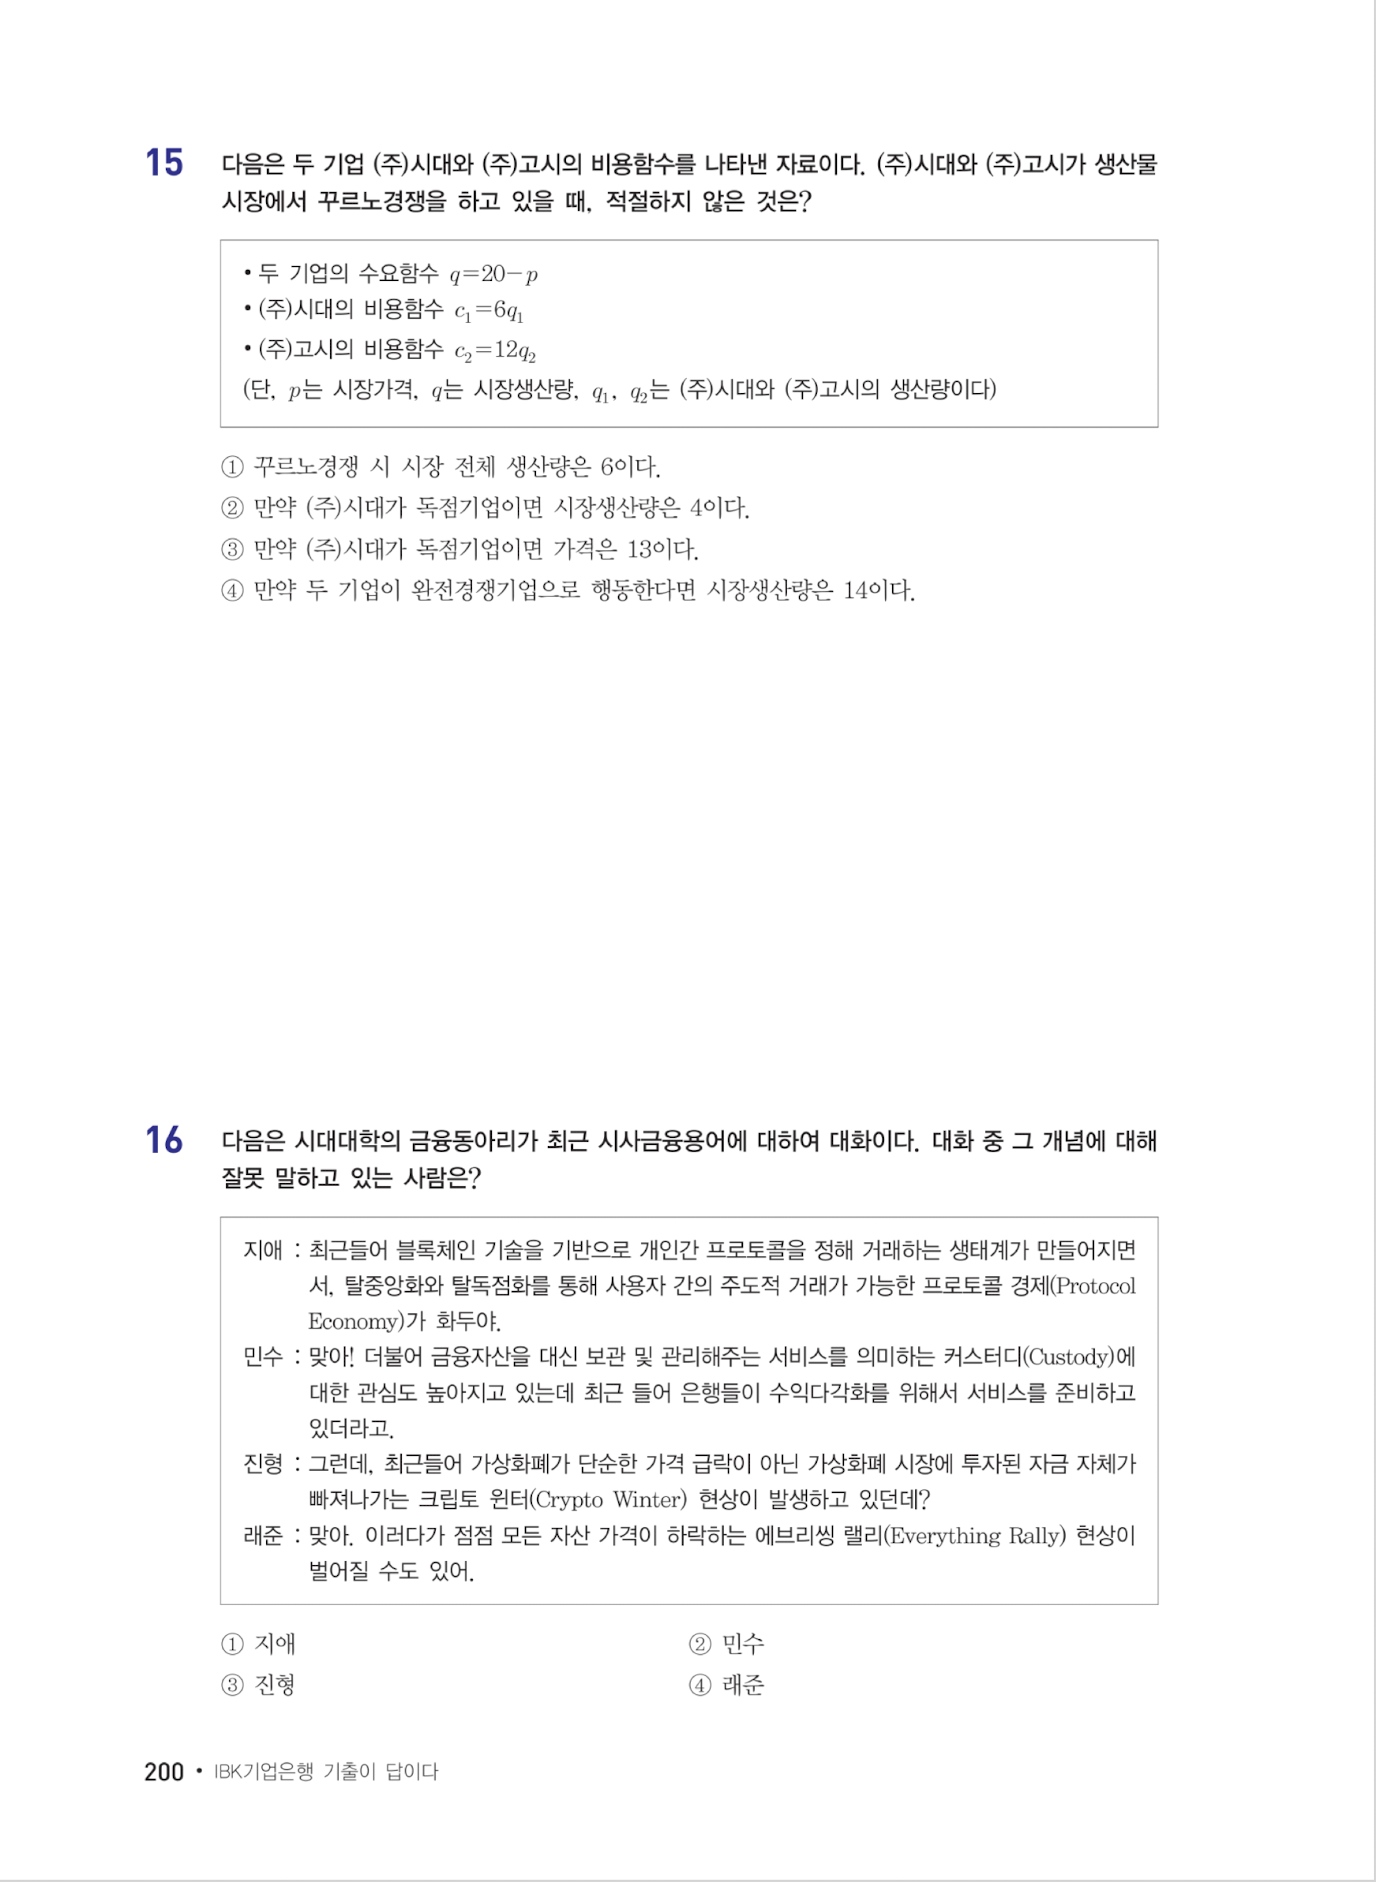 15 다음은 두 기업 (주)시대와 (주)고시의 비용함수를 나타낸 자료이다. (주)시대와 (주)고시가 생산물
시장에서 꾸르노경쟁을 하고 있을 때, 적절하지 않은 것은?
• 두 기업의 수요함수 q=20-p
• (주)시대의 비용함수 c₁=6q₁
• (주)고시의 비용함수 c₂=12q₂
(단, p는 시장가격, q는 시장생산량, q₁, q₂는 (주)시대와 (주)고시의 생산량이다)
① 꾸르노경쟁 시 시장 전체 생산량은 6이다.
② 만약 (주)시대가 독점기업이면 시장생산량은 4이다.
③ 만약 (주)시대가 독점기업이면 가격은 13이다.
④ 만약 두 기업이 완전경쟁기업으로 행동한다면 시장생산량은 14이다.
16 다음은 시대대학의 금융동아리가 최근 시사금융용어에 대하여 대화이다. 대화 중 그 개념에 대해
잘못 말하고 있는 사람은?
지애 : 최근들어 블록체인 기술을 기반으로 개인간 프로토콜을 정해 거래하는 생태계가 만들어지면
서, 탈중앙화와 탈독점화를 통해 사용자 간의 주도적 거래가 가능한 프로토콜 경제(Protocol
Economy)가 화두야.
민수 : 맞아! 더불어 금융자산을 대신 보관 및 관리해주는 서비스를 의미하는 커스터디(Custody)에
대한 관심도 높아지고 있는데 최근 들어 은행들이 수익다각화를 위해서 서비스를 준비하고
있더라고.
진형 : 그런데, 최근들어 가상화폐가 단순한 가격 급락이 아닌 가상화폐 시장에 투자된 자금 자체가
빠져나가는 크립토 윈터(Crypto Winter) 현상이 발생하고 있던데?
래준 : 맞아. 이러다가 점점 모든 자산 가격이 하락하는 에브리씽 랠리(Everything Rally) 현상이
벌어질 수도 있어.
① 지애 ② 민수
③ 진형 ④ 래준
200 • IBK기업은행 기출이 답이다